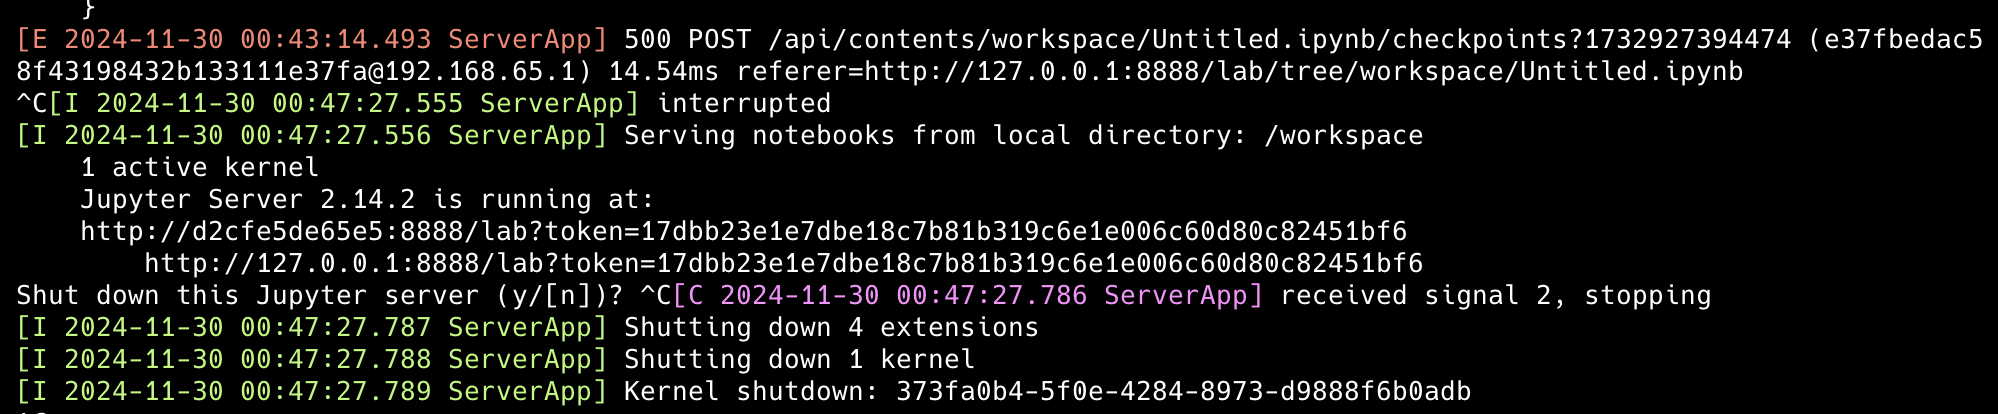 }
[E 2024-11-30 00:43:14.493 ServerApp] 500 POST /api/contents/workspace/Untitled.ipynb/checkpoints?1732927394474 (e37fbedac5
8f43198432b133111e37fa@192.168.65.1) 14.54ms referer=http://127.0.0.1:8888/lab/tree/workspace/Untitled.ipynb
^C[I 2024-11-30 00:47:27.555 ServerApp] interrupted
[I 2024-11-30 00:47:27.556 ServerApp] Serving notebooks from local directory: /workspace
1 active kernel
Jupyter Server 2.14.2 is running at:
http://d2cfe5de65e5:8888/lab?token=17dbb23e1e7dbe18c7b81b319c6e1e006c60d80c82451bf6
http://127.0.0.1:8888/lab?token=17dbb23e1e7dbe18c7b81b319c6e1e006c60d80c82451bf6
Shut down this Jupyter server (y/[n])? ^C[C 2024-11-30 00:47:27.786 ServerApp] received signal 2, stopping
[I 2024-11-30 00:47:27.787 ServerApp] Shutting down 4 extensions
[I 2024-11-30 00:47:27.788 ServerApp] Shutting down 1 kernel
[I 2024-11-30 00:47:27.789 ServerApp] Kernel shutdown: 373fa0b4-5f0e-4284-8973-d9888f6b0adb